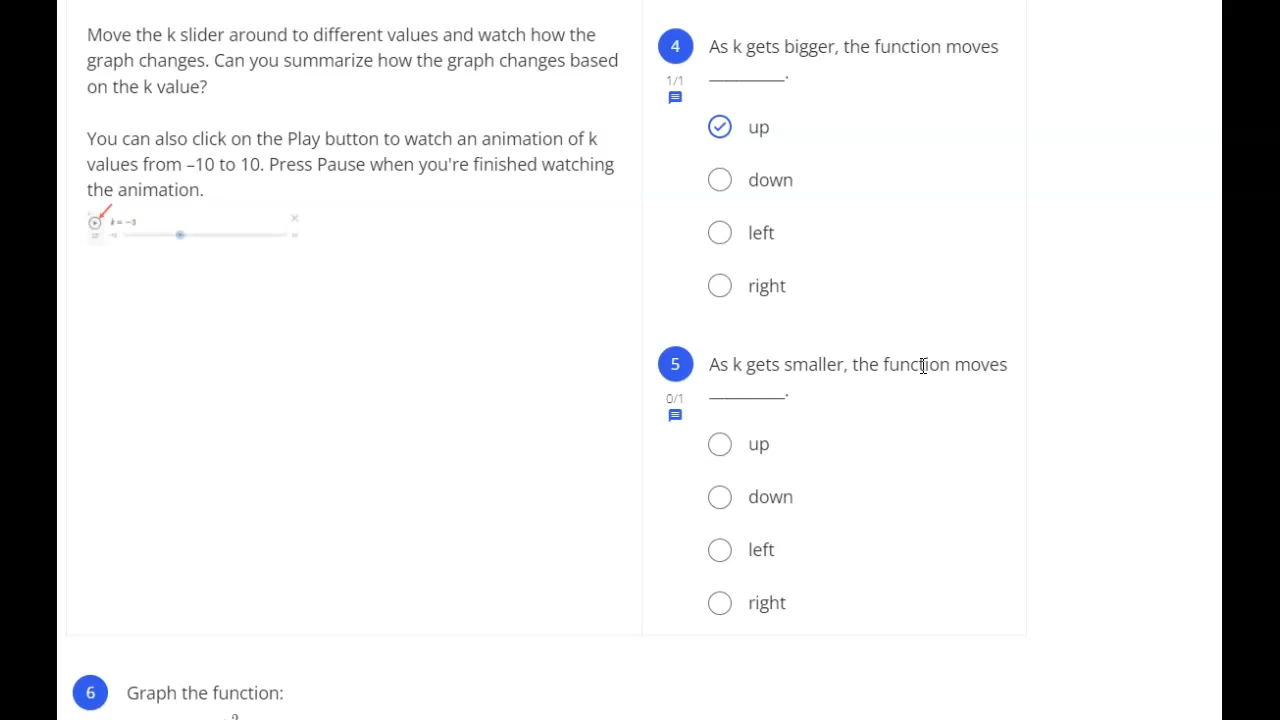 Move the k slider around to different values and watch how the
graph changes. Can you summarize how the graph changes based
on the k value?
You can also click on the Play button to watch an animation of k
values from –10 to 10. Press Pause when you're finished watching
the animation.
k = −3
4 As k gets bigger, the function moves
1/1 ________.
up
down
left
right
5 As k gets smaller, the function moves
0/1 ________.
up
down
left
right
6 Graph the function: